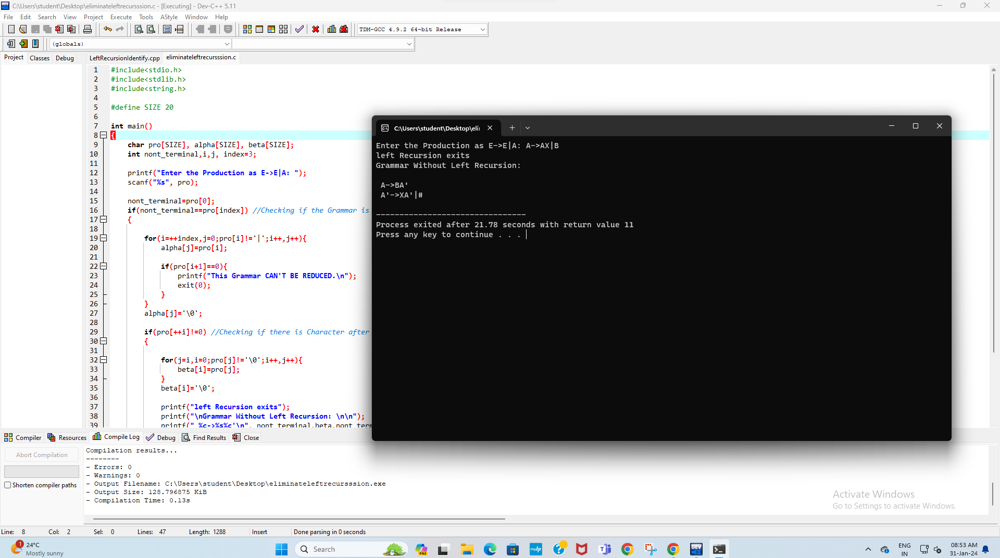 C:\Users\student\Desktop\eliminateleftrecursssion.c - [Executing] - Dev-C++ 5.11
File Edit Search View Project Execute Tools AStyle Window Help
TDM-GCC 4.9.2 64-bit Release
(globals)
Project Classes Debug LeftRecursionIdentify.cpp eliminateleftrecursssion.c
1 #include<stdio.h>
2 #include<stdlib.h>
3 #include<string.h>
4
5 #define SIZE 20
6
7 int main()
8 {
9 char pro[SIZE], alpha[SIZE], beta[SIZE];
10 int nont_terminal,i,j, index=3;
11
12 printf("Enter the Production as E->E|A: ");
13 scanf("%s", pro);
14
15 nont_terminal=pro[0];
16 if(nont_terminal==pro[index]) //Checking if the Grammar is
17 {
18
19 for(i=++index,j=0;pro[i]!='|';i++,j++){
20 alpha[j]=pro[i];
21
22 if(pro[i+1]==0){
23 printf("This Grammar CAN'T BE REDUCED.\n");
24 exit(0);
25 }
26 }
27 alpha[j]='\0';
28
29 if(pro[++i]!=0) //Checking if there is Character after
30 {
31
32 for(j=i,i=0;pro[j]!='\0';i++,j++){
33 beta[i]=pro[j];
34 }
35 beta[i]='\0';
36
37 printf("left Recursion exits");
38 printf("\nGrammar Without Left Recursion: \n\n");
39 printf(" %c->%s%c'\n", nont_terminal,beta,nont_term
C:\Users\student\Desktop\eli
Enter the Production as E->E|A: A->AX|B
left Recursion exits
Grammar Without Left Recursion:
A->BA'
A'->XA'|#
--------------------------------
Process exited after 21.78 seconds with return value 11
Press any key to continue . . .
Compiler Resources Compile Log Debug Find Results Close
Abort Compilation
Shorten compiler paths
Compilation results...
--------
- Errors: 0
- Warnings: 0
- Output Filename: C:\Users\student\Desktop\eliminateleftrecursssion.exe
- Output Size: 128.796875 KiB
- Compilation Time: 0.13s
Activate Windows
Go to Settings to activate Windows.
Line: 8 Col: 2 Sel: 0 Lines: 47 Length: 1288 Insert Done parsing in 0 seconds
1
24°C
Mostly sunny
Search
PRE
myhp
DEV
ENG
IN
08:53 AM
31-Jan-24